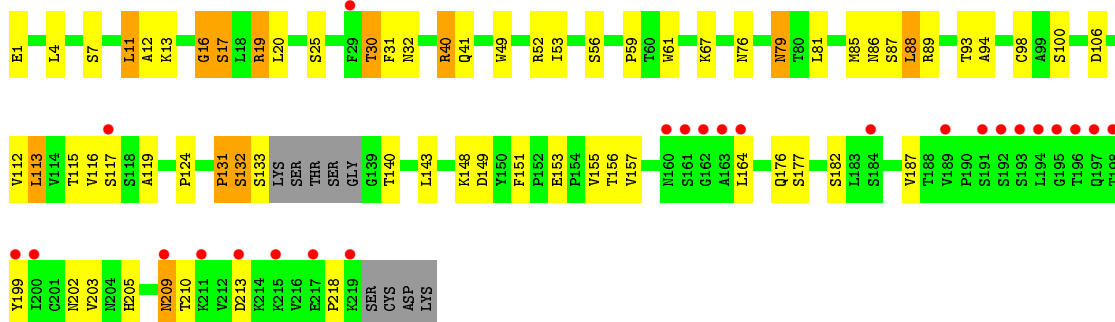 E1 L4 S7 L11 A12 K13 G16 S17 L18 R19 L20 S25 F29 T30 F31 N32 R40 Q41 W49 R52 I53 S56 P59 T60 W61 K67 N76 N79 T80 L81 M85 N86 S87 L88 R89 T93 A94 C98 A99 S100 D106
V112 L113 V114 T115 V116 S117 S118 A119 P124 P131 S132 S133 LYS SER THR SER GLY G139 T140 L143 K148 D149 Y150 F151 P152 E153 P154 V155 T156 V157 N160 S161 G162 A163 L164 Q176 S177 S182 L183 S184 V187 T188 V189 P190 S191 S192 S193 L194 G195 T196 Q197 T198
Y199 I200 C201 N202 V203 N204 H205 N209 T210 K211 V212 D213 K214 K215 V216 E217 P218 K219 SER CYS ASP LYS